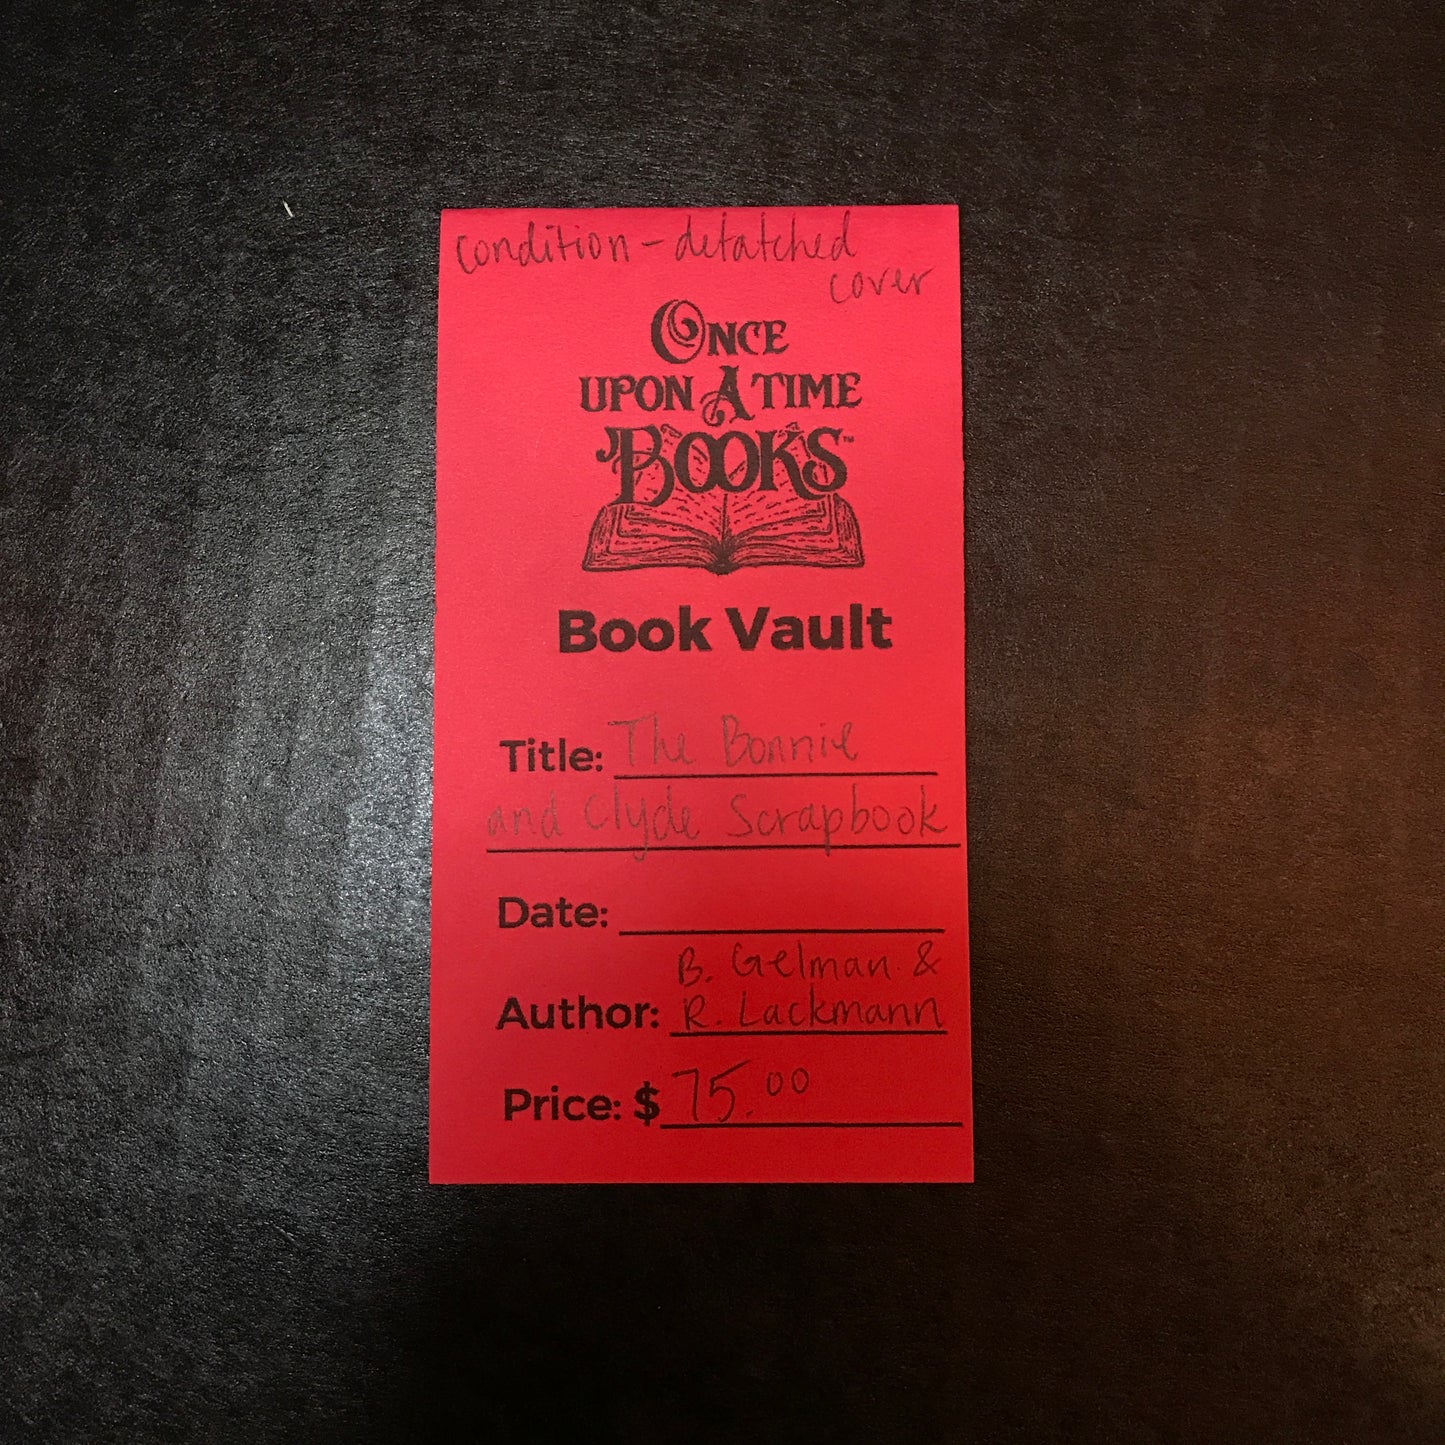 condition - detatched
cover
ONCE
UPON A TIME
BOOKS™
Book Vault
Title: The Bonnie
and Clyde Scrapbook
Date:
B. Gelman &
Author: R. Lackmann
Price: $75.00